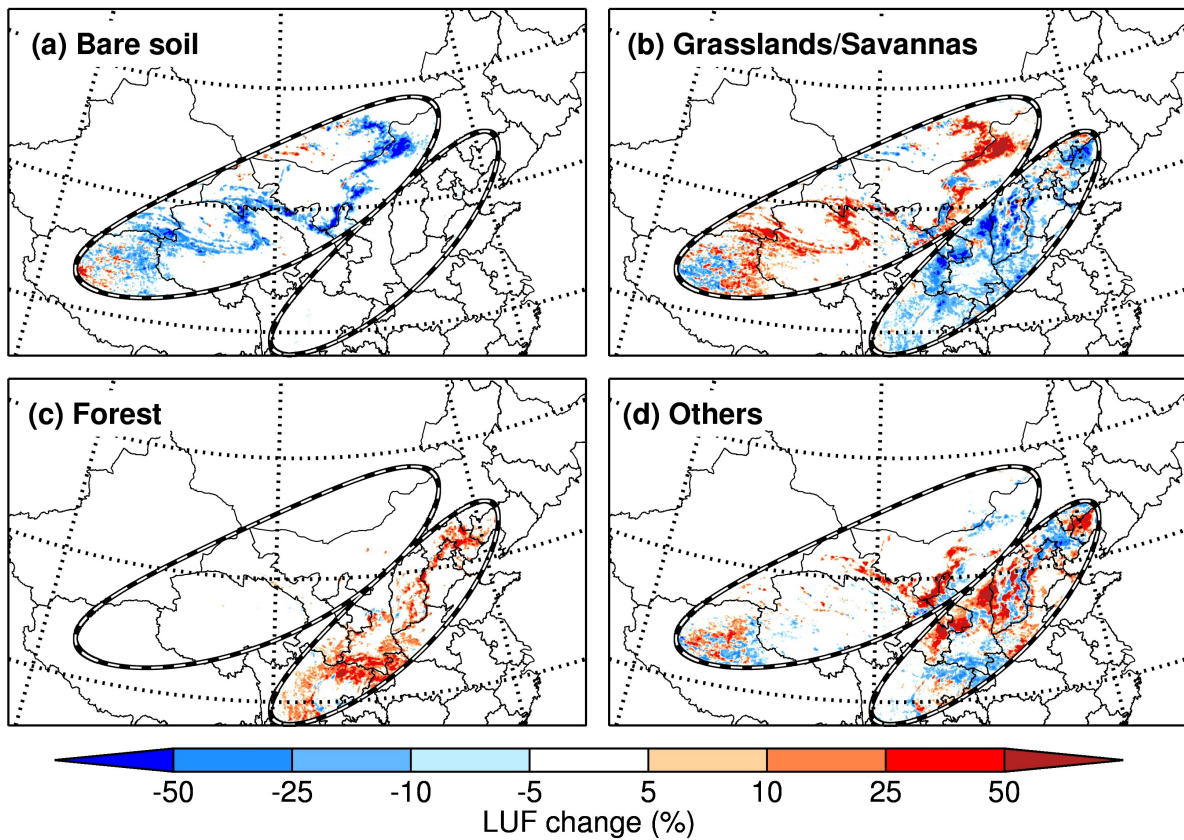 (a) Bare soil
(b) Grasslands/Savannas
(c) Forest
(d) Others
-50 -25 -10 -5 5 10 25 50
LUF change (%)